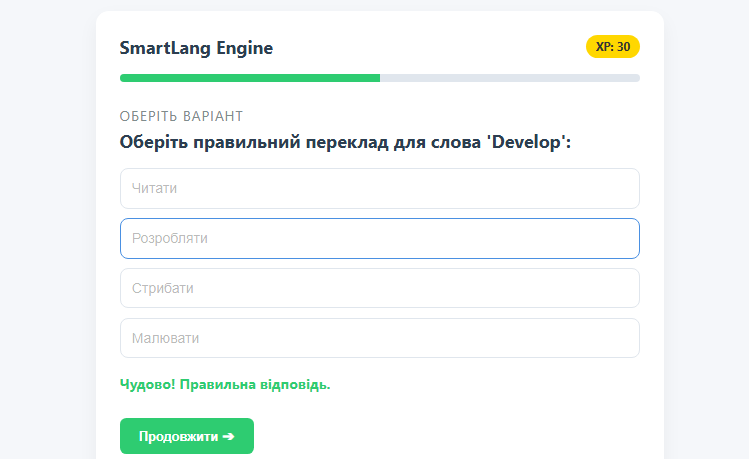 SmartLang Engine
XP: 30
ОБЕРІТЬ ВАРІАНТ
Оберіть правильний переклад для слова 'Develop':
Читати
Розробляти
Стрибати
Малювати
Чудово! Правильна відповідь.
Продовжити ➔